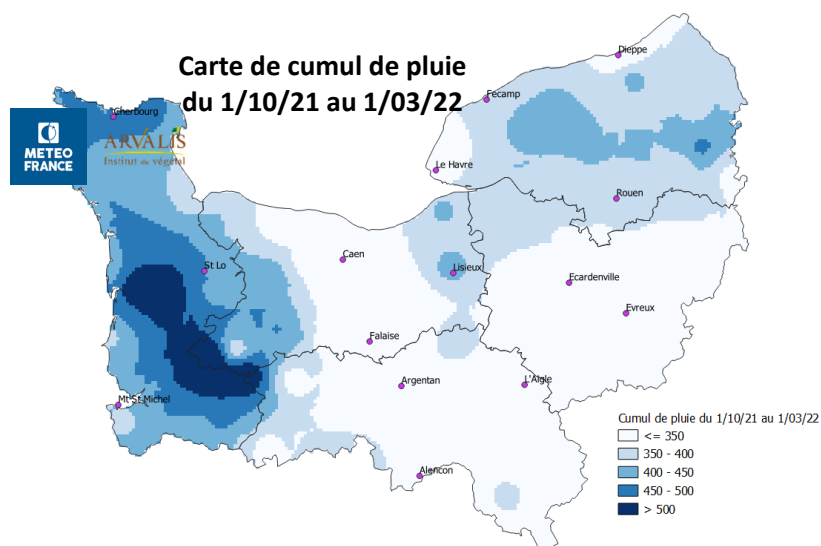 Carte de cumul de pluie
du 1/10/21 au 1/03/22
METEO
FRANCE
ARVALIS
Institut du végétal
Cherbourg
Dieppe
Fecamp
Le Havre
Rouen
St Lo
Caen
Lisieux
Ecardenville
Evreux
Falaise
Argentan
L'Aigle
Mt St Michel
Alencon
Cumul de pluie du 1/10/21 au 1/03/22
<= 350
350 - 400
400 - 450
450 - 500
> 500